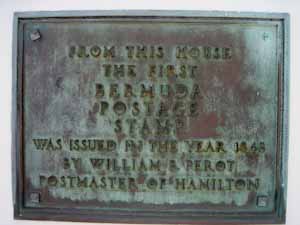 FROM THIS HOUSE
THE FIRST
BERMUDA
POSTAGE
STAMP
WAS ISSUED IN THE YEAR 1848
BY WILLIAM B. PEROT
POSTMASTER OF HAMILTON